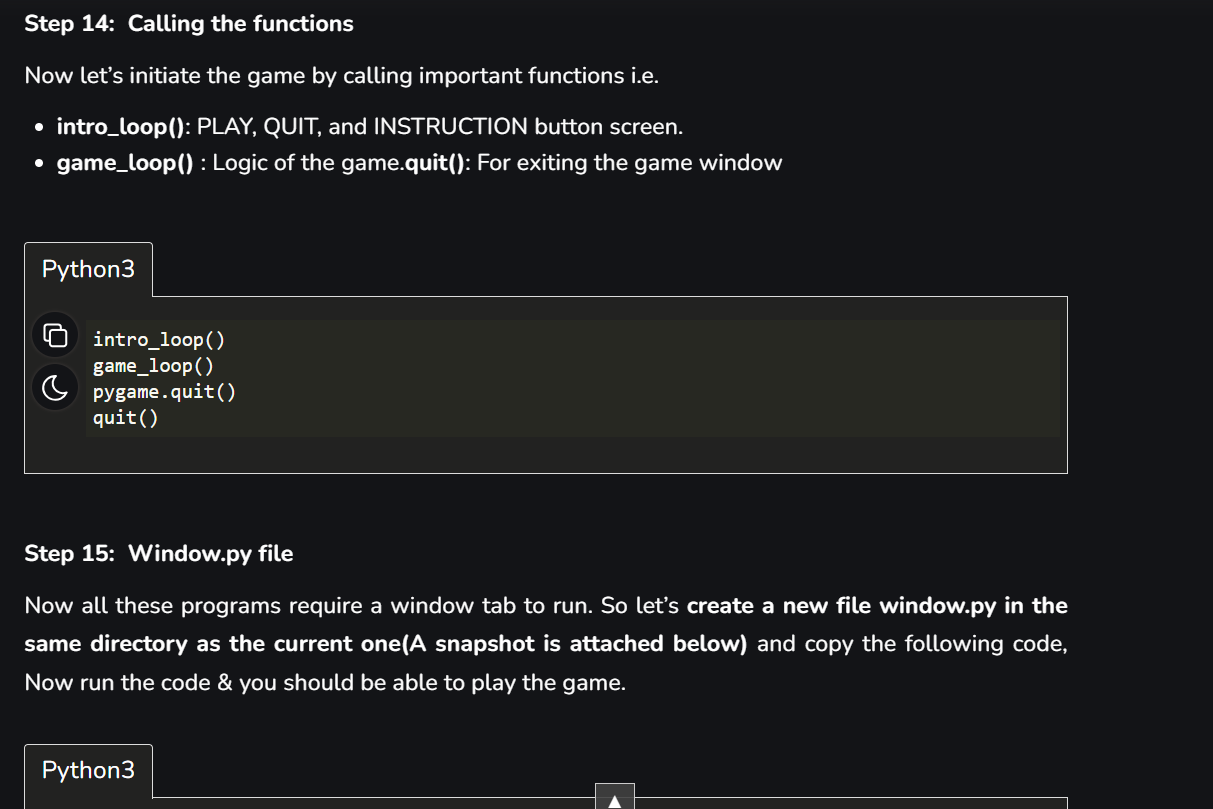 Step 14:  Calling the functions
Now let’s initiate the game by calling important functions i.e.
• intro_loop(): PLAY, QUIT, and INSTRUCTION button screen.
• game_loop() : Logic of the game.quit(): For exiting the game window
Python3
intro_loop()
game_loop()
pygame.quit()
quit()
Step 15:  Window.py file
Now all these programs require a window tab to run. So let’s create a new file window.py in the
same directory as the current one(A snapshot is attached below) and copy the following code,
Now run the code & you should be able to play the game.
Python3